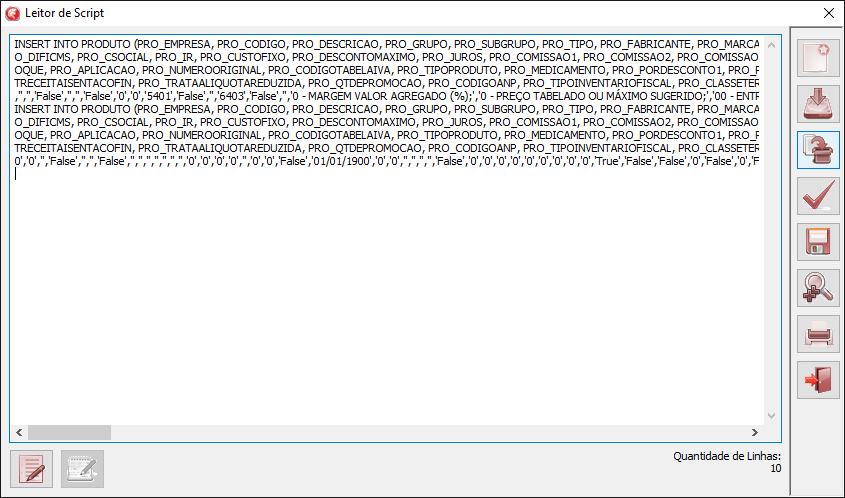 Leitor de Script
INSERT INTO PRODUTO (PRO_EMPRESA, PRO_CODIGO, PRO_DESCRICAO, PRO_GRUPO, PRO_SUBGRUPO, PRO_TIPO, PRO_FABRICANTE, PRO_MARCA
O_DIFICMS, PRO_CSOCIAL, PRO_IR, PRO_CUSTOFIXO, PRO_DESCONTOMAXIMO, PRO_JUROS, PRO_COMISSAO1, PRO_COMISSAO2, PRO_COMISSAO
OQUE, PRO_APLICACAO, PRO_NUMEROORIGINAL, PRO_CODIGOTABELAIVA, PRO_TIPOPRODUTO, PRO_MEDICAMENTO, PRO_PORDESCONTO1, PRO_P
TRECEITAISENTACOFIN, PRO_TRATAALIQUOTAREDUZIDA, PRO_QTDEPROMOCAO, PRO_CODIGOANP, PRO_TIPOINVENTARIOFISCAL, PRO_CLASSETER
,'','','False','','','False','0','0','5401','False','','6403','False','','0 - MARGEM VALOR AGREGADO (%);','0 - PREÇO TABELADO OU MÁXIMO SUGERIDO;','00 - ENTR
INSERT INTO PRODUTO (PRO_EMPRESA, PRO_CODIGO, PRO_DESCRICAO, PRO_GRUPO, PRO_SUBGRUPO, PRO_TIPO, PRO_FABRICANTE, PRO_MARCA
O_DIFICMS, PRO_CSOCIAL, PRO_IR, PRO_CUSTOFIXO, PRO_DESCONTOMAXIMO, PRO_JUROS, PRO_COMISSAO1, PRO_COMISSAO2, PRO_COMISSAO
OQUE, PRO_APLICACAO, PRO_NUMEROORIGINAL, PRO_CODIGOTABELAIVA, PRO_TIPOPRODUTO, PRO_MEDICAMENTO, PRO_PORDESCONTO1, PRO_P
TRECEITAISENTACOFIN, PRO_TRATAALIQUOTAREDUZIDA, PRO_QTDEPROMOCAO, PRO_CODIGOANP, PRO_TIPOINVENTARIOFISCAL, PRO_CLASSETER
0','0','','False','','','False','','','','','','','','0','0','0','0','','0','0','False','01/01/1900','0','0','','','','','False','0','0','0','0','0','0','0','0','0','0','True','False','False','0','False','0','F
Quantidade de Linhas:
10